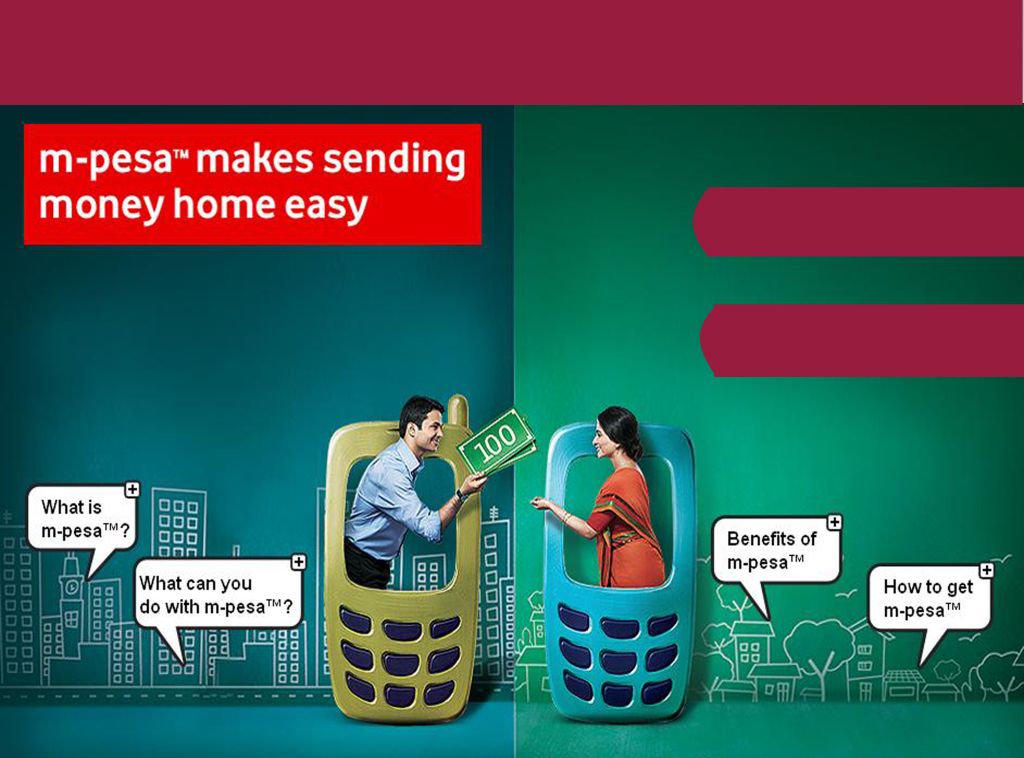 m-pesa™ makes sending
money home easy
100
What is
m-pesa™?
What can you
do with m-pesa™?
Benefits of
m-pesa™
How to get
m-pesa™